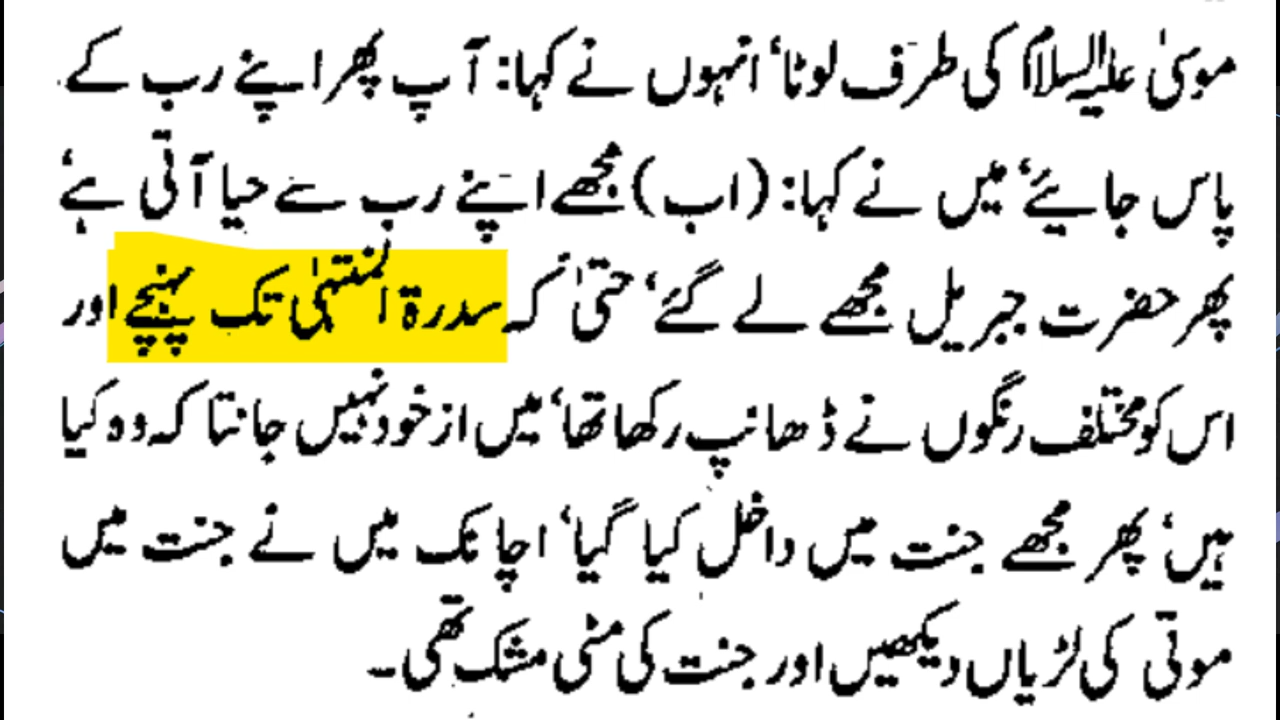 موسیٰ علیہ السلام کی طرف لوٹا‘ انہوں نے کہا: آپ پھر اپنے رب کے
پاس جایئے‘ میں نے کہا: (اب) مجھے اپنے رب سے حیا آتی ہے‘
پھر حضرت جبریل مجھے لے گئے‘ حتیٰ کہ سدرۃ المنتہیٰ تک پہنچے اور
اس کو مختلف رنگوں نے ڈھانپ رکھا تھا‘ میں از خود نہیں جانتا کہ وہ کیا
ہیں‘ پھر مجھے جنت میں داخل کیا گیا‘ اچانک میں نے جنت میں
موتی کی لڑیاں دیکھیں اور جنت کی مٹی مشک تھی۔